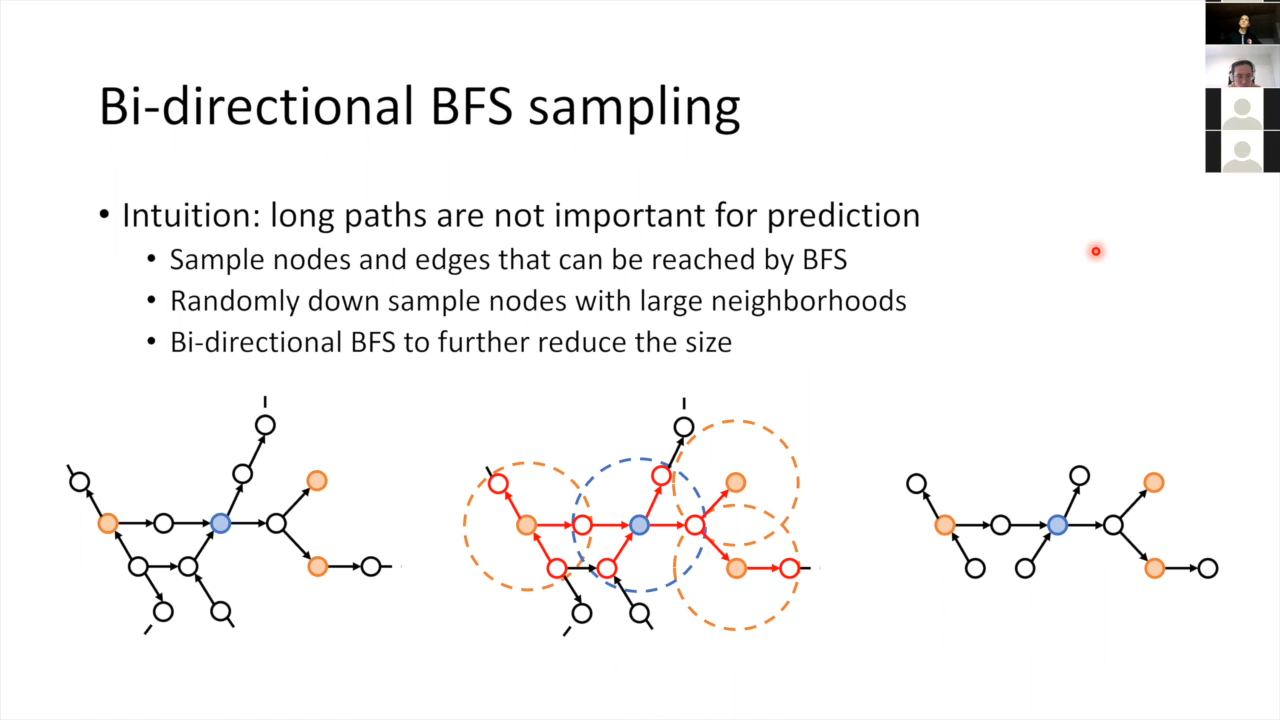 Bi-directional BFS sampling
• Intuition: long paths are not important for prediction
• Sample nodes and edges that can be reached by BFS
• Randomly down sample nodes with large neighborhoods
• Bi-directional BFS to further reduce the size